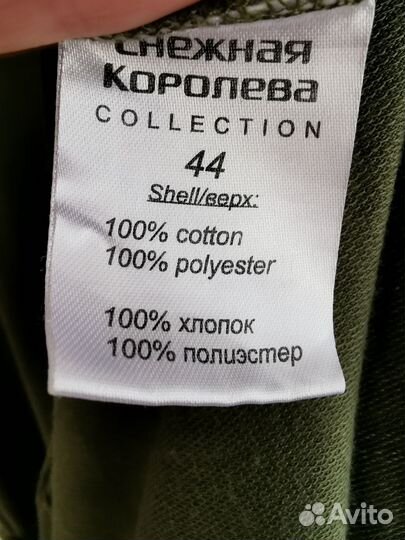 СНЕЖНАЯ
КОРОЛЕВА
COLLECTION
44
Shell/верх:
100% cotton
100% polyester
100% хлопок
100% полиэстер
Avito